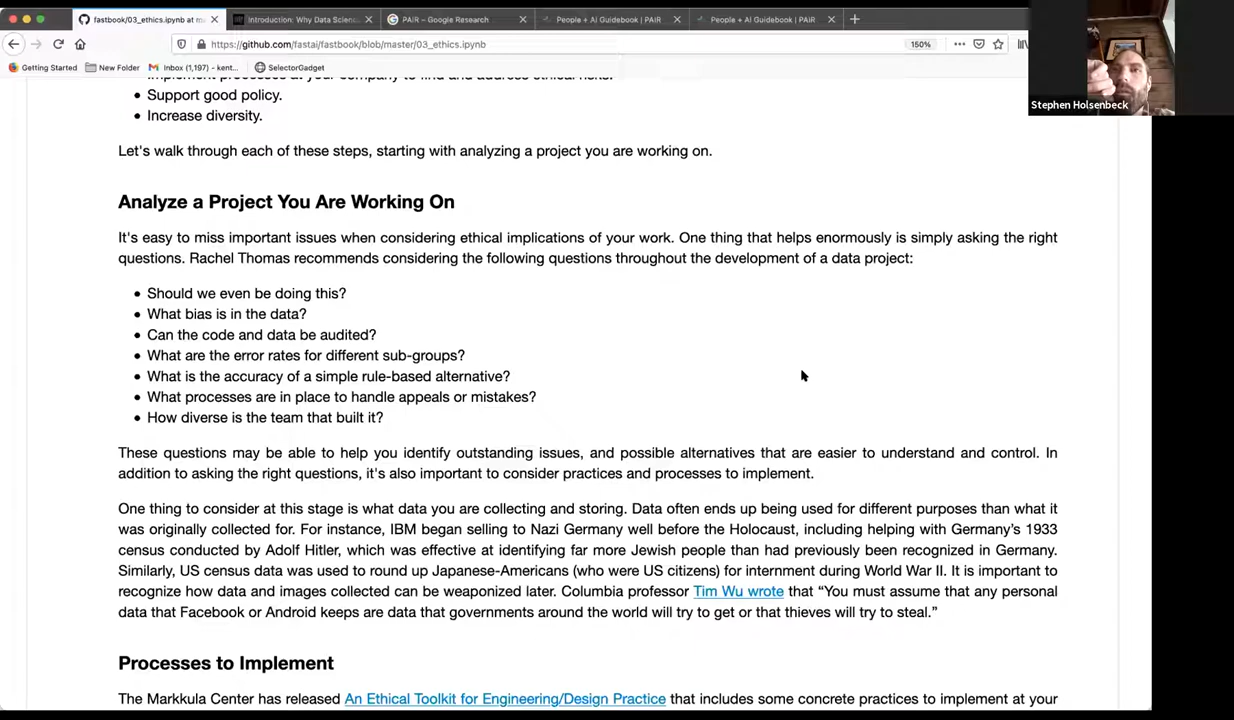 fastbook/03_ethics.ipynb at m
Introduction: Why Data Scienc
PAIR – Google Research
People + AI Guidebook | PAIR
People + AI Guidebook | PAIR
https://github.com/fastai/fastbook/blob/master/03_ethics.ipynb
150%
Getting Started
New Folder
Inbox (1,197) - kent...
SelectorGadget
Stephen Holsenbeck
Implement processes at your company to find and address ethical risks.
• Support good policy.
• Increase diversity.
Let's walk through each of these steps, starting with analyzing a project you are working on.
Analyze a Project You Are Working On
It's easy to miss important issues when considering ethical implications of your work. One thing that helps enormously is simply asking the right
questions. Rachel Thomas recommends considering the following questions throughout the development of a data project:
• Should we even be doing this?
• What bias is in the data?
• Can the code and data be audited?
• What are the error rates for different sub-groups?
• What is the accuracy of a simple rule-based alternative?
• What processes are in place to handle appeals or mistakes?
• How diverse is the team that built it?
These questions may be able to help you identify outstanding issues, and possible alternatives that are easier to understand and control. In
addition to asking the right questions, it's also important to consider practices and processes to implement.
One thing to consider at this stage is what data you are collecting and storing. Data often ends up being used for different purposes than what it
was originally collected for. For instance, IBM began selling to Nazi Germany well before the Holocaust, including helping with Germany’s 1933
census conducted by Adolf Hitler, which was effective at identifying far more Jewish people than had previously been recognized in Germany.
Similarly, US census data was used to round up Japanese-Americans (who were US citizens) for internment during World War II. It is important to
recognize how data and images collected can be weaponized later. Columbia professor Tim Wu wrote that “You must assume that any personal
data that Facebook or Android keeps are data that governments around the world will try to get or that thieves will try to steal.”
Processes to Implement
The Markkula Center has released An Ethical Toolkit for Engineering/Design Practice that includes some concrete practices to implement at your